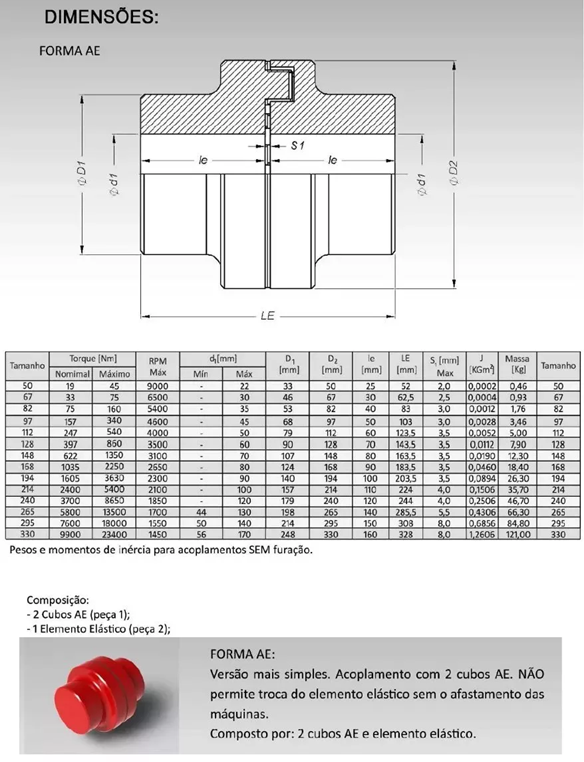 DIMENSÕES:
FORMA AE
S1
le le
ΦD1
Φd1
Φd1
ΦD2
LE
Tamanho Torque [Nm] RPM Máx d₁[mm] D₁ [mm] D₂ [mm] le [mm] LE [mm] S, [mm] Max J [KGm²] Massa [Kg] Tamanho
Nomimal Máximo Mín Máx
50 19 45 9000 - 22 33 50 25 52 2,0 0,0002 0,46 50
67 33 75 6500 - 30 46 67 30 62,5 2,5 0,0004 0,93 67
82 75 160 5400 - 35 53 82 40 83 3,0 0,0012 1,76 82
97 157 340 4600 - 45 68 97 50 103 3,0 0,0028 3,46 97
112 247 540 4000 - 50 79 112 60 123,5 3,5 0,0052 5,00 112
128 397 860 3500 - 60 90 128 70 143,5 3,5 0,0112 7,90 128
148 622 1350 3100 - 70 107 148 80 163,5 3,5 0,0190 12,30 148
168 1035 2250 2650 - 80 124 168 90 183,5 3,5 0,0460 18,40 168
194 1605 3630 2300 - 90 140 194 100 203,5 3,5 0,0894 26,30 194
214 2400 5400 2100 - 100 157 214 110 224 4,0 0,1506 35,70 214
240 3700 8650 1850 - 120 179 240 120 244 4,0 0,2506 46,70 240
265 5800 13500 1700 44 130 198 265 140 285,5 5,5 0,4306 66,30 265
295 7600 18000 1550 50 140 214 295 150 308 8,0 0,6856 84,80 295
330 9900 23400 1450 56 170 248 330 160 328 8,0 1,2606 121,00 330
Pesos e momentos de inércia para acoplamentos SEM furação.
Composição:
- 2 Cubos AE (peça 1);
- 1 Elemento Elástico (peça 2);
FORMA AE:
Versão mais simples. Acoplamento com 2 cubos AE. NÃO
permite troca do elemento elástico sem o afastamento das
máquinas.
Composto por: 2 cubos AE e elemento elástico.